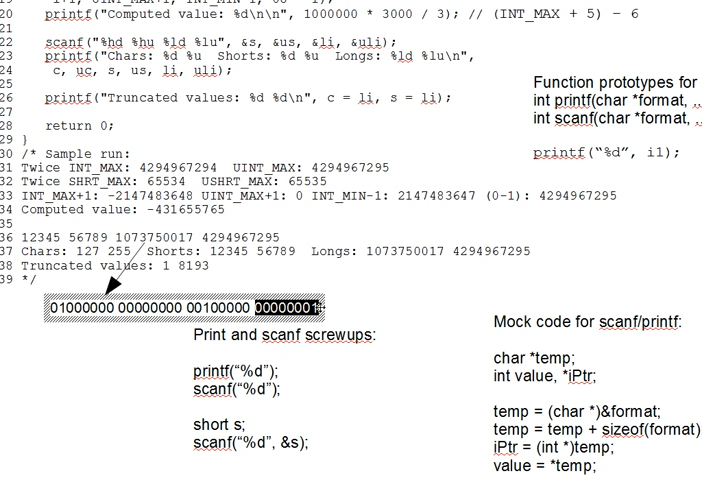 20 printf("Computed value: %d\n\n", 1000000 * 3000 / 3); // (INT_MAX + 5) - 6
21
22 scanf("%hd %hu %ld %lu", &s, &us, &li, &uli);
23 printf("Chars: %d %u  Shorts: %d %u  Longs: %ld %lu\n",
24 c, uc, s, us, li, uli);
25
26 printf("Truncated values: %d %d\n", c = li, s = li);
27
28 return 0;
29 }
30 /* Sample run:
31 Twice INT_MAX: 4294967294  UINT_MAX: 4294967295
32 Twice SHRT_MAX: 65534  USHRT_MAX: 65535
33 INT_MAX+1: -2147483648 UINT_MAX+1: 0 INT_MIN-1: 2147483647 (0-1): 4294967295
34 Computed value: -431655765
35
36 12345 56789 1073750017 4294967295
37 Chars: 127 255  Shorts: 12345 56789  Longs: 1073750017 4294967295
38 Truncated values: 1 8193
39 */
Function prototypes for
int printf(char *format, ..
int scanf(char *format, ..
printf("%d", i1);
01000000 00000000 00100000 00000001
Print and scanf screwups:
printf("%d");
scanf("%d");
short s;
scanf("%d", &s);
Mock code for scanf/printf:
char *temp;
int value, *iPtr;
temp = (char *)&format;
temp = temp + sizeof(format)
iPtr = (int *)temp;
value = *temp;